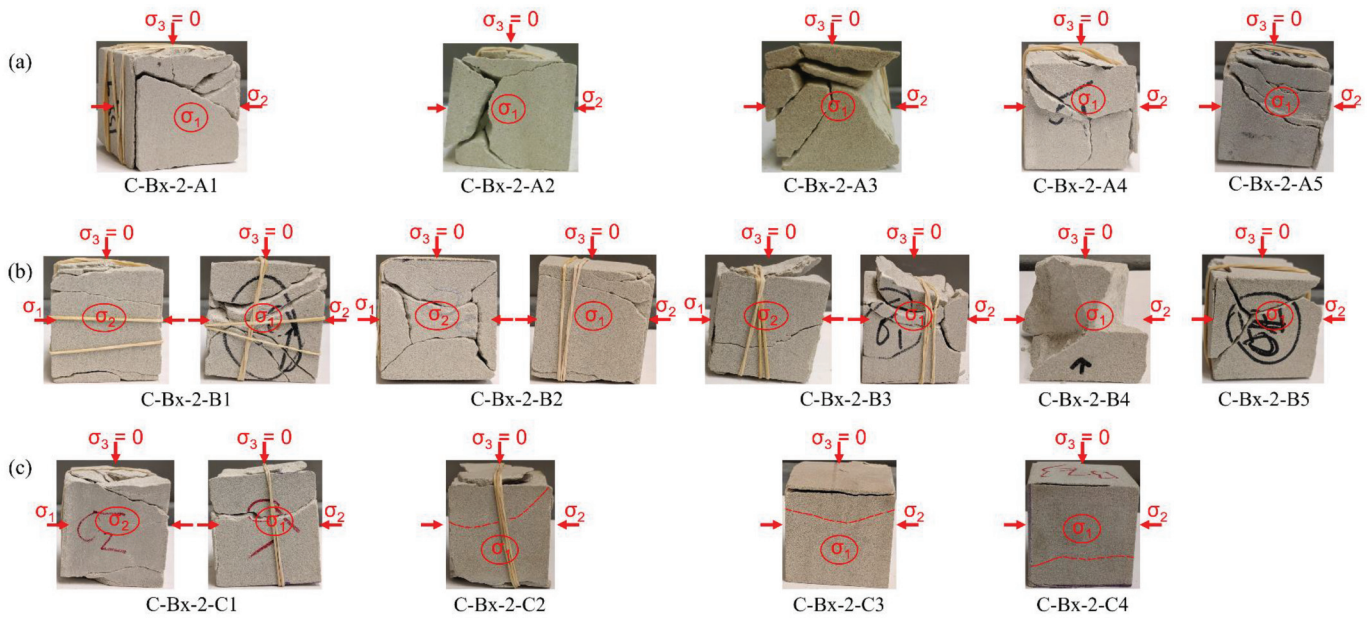 σ₃ = 0 σ₃ = 0 σ₃ = 0 σ₃ = 0 σ₃ = 0
(a)
σ₁ σ₂ σ₁ σ₂ σ₁ σ₂ σ₁ σ₂ σ₁ σ₂
C-Bx-2-A1 C-Bx-2-A2 C-Bx-2-A3 C-Bx-2-A4 C-Bx-2-A5
σ₃ = 0 σ₃ = 0 σ₃ = 0 σ₃ = 0 σ₃ = 0 σ₃ = 0 σ₃ = 0 σ₃ = 0
(b)
σ₁ σ₂ σ₁ σ₂ σ₁ σ₂ σ₁ σ₂ σ₁ σ₂ σ₁ σ₂ σ₁ σ₂ σ₁ σ₂
C-Bx-2-B1 C-Bx-2-B2 C-Bx-2-B3 C-Bx-2-B4 C-Bx-2-B5
σ₃ = 0 σ₃ = 0 σ₃ = 0 σ₃ = 0 σ₃ = 0
(c)
σ₁ σ₂ σ₁ σ₂ σ₁ σ₂ σ₁ σ₂ σ₁ σ₂
C-Bx-2-C1 C-Bx-2-C2 C-Bx-2-C3 C-Bx-2-C4